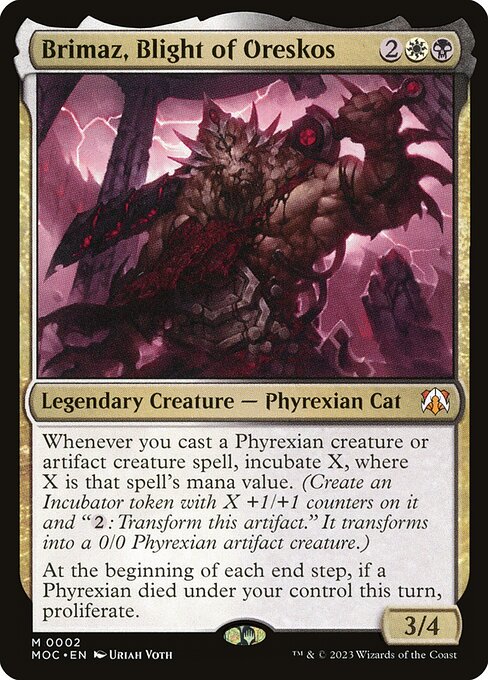 Brimaz, Blight of Oreskos 2
Legendary Creature — Phyrexian Cat
Whenever you cast a Phyrexian creature or
artifact creature spell, incubate X, where
X is that spell's mana value. (Create an
Incubator token with X +1/+1 counters on it
and “2: Transform this artifact.” It transforms
into a 0/0 Phyrexian artifact creature.)
At the beginning of each end step, if a
Phyrexian died under your control this turn,
proliferate.
3/4
M 0002
MOC • EN Uriah Voth
™ & © 2023 Wizards of the Coast